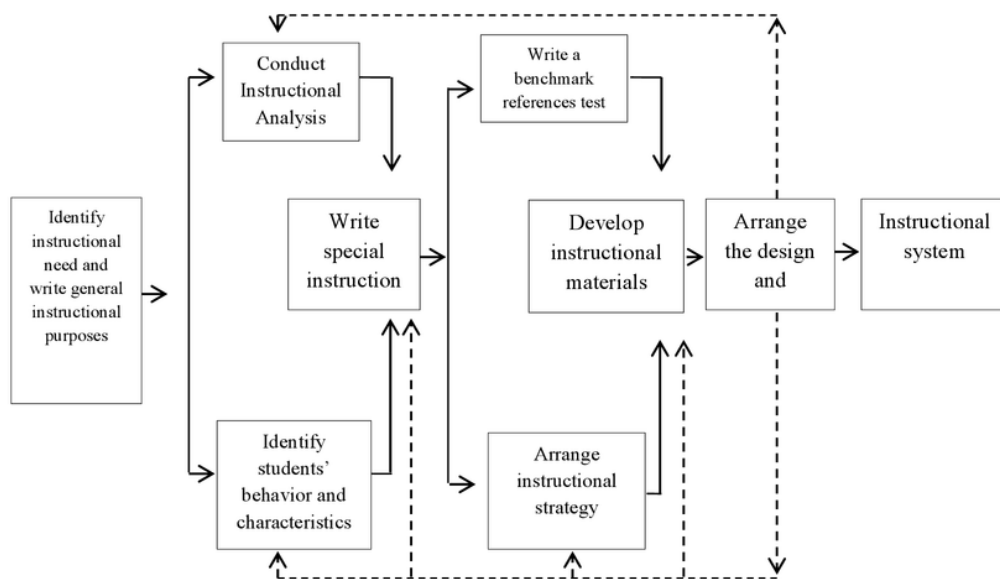 Identify
instructional
need and
write general
instructional
purposes
Conduct
Instructional
Analysis
Identify
students’
behavior and
characteristics
Write
special
instruction
Write a
benchmark
references test
Arrange
instructional
strategy
Develop
instructional
materials
Arrange
the design
and
Instructional
system